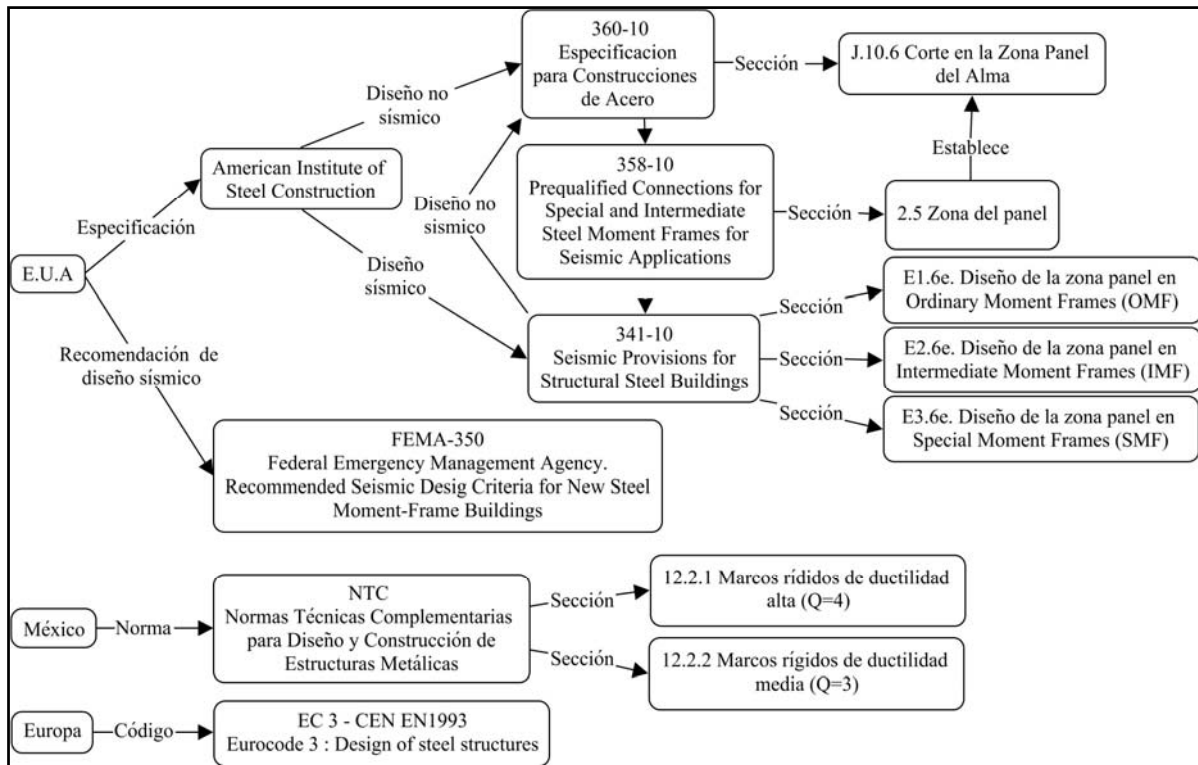 360-10
Especificacion
para Construcciones
de Acero
Sección
J.10.6 Corte en la Zona Panel
del Alma
Diseño no
sísmico
Establece
American Institute of
Steel Construction
358-10
Prequalified Connections for
Special and Intermediate
Steel Moment Frames for
Seismic Applications
Diseño no
sismico
Sección
2.5 Zona del panel
Especificación
E.U.A
Diseño
sísmico
341-10
Seismic Provisions for
Structural Steel Buildings
Sección
E1.6e. Diseño de la zona panel en
Ordinary Moment Frames (OMF)
Sección
E2.6e. Diseño de la zona panel en
Intermediate Moment Frames (IMF)
Sección
E3.6e. Diseño de la zona panel en
Special Moment Frames (SMF)
Recomendación de
diseño sísmico
FEMA-350
Federal Emergency Management Agency.
Recommended Seismic Desig Criteria for New Steel
Moment-Frame Buildings
México
Norma
NTC
Normas Técnicas Complementarias
para Diseño y Construcción de
Estructuras Metálicas
Sección
12.2.1 Marcos rídidos de ductilidad
alta (Q=4)
Sección
12.2.2 Marcos rígidos de ductilidad
media (Q=3)
Europa
Código
EC 3 - CEN EN1993
Eurocode 3 : Design of steel structures